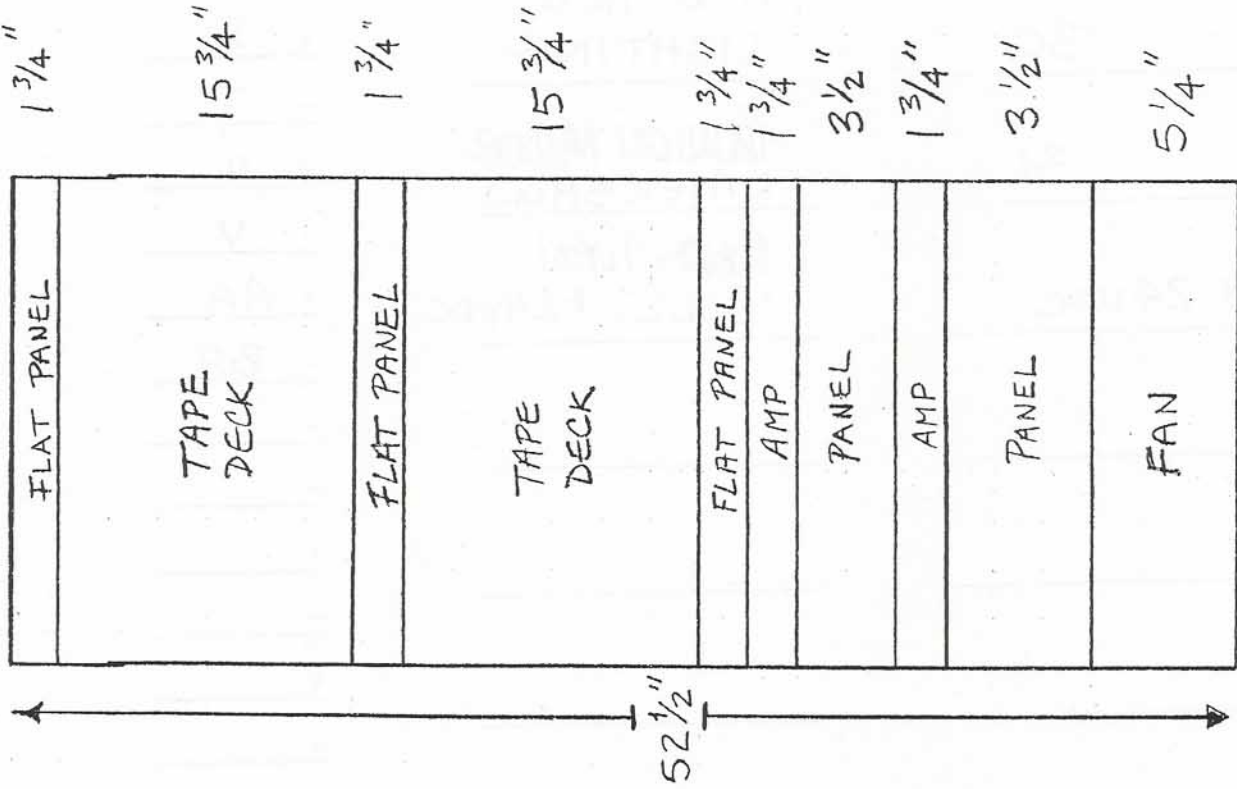 1 3/4"
FLAT PANEL
15 3/4"
TAPE
DECK
1 3/4"
FLAT PANEL
15 3/4"
TAPE
DECK
1 3/4"
FLAT PANEL
1 3/4"
AMP
3 1/2"
PANEL
1 3/4"
AMP
3 1/2"
PANEL
5 1/4"
FAN
52 1/2"